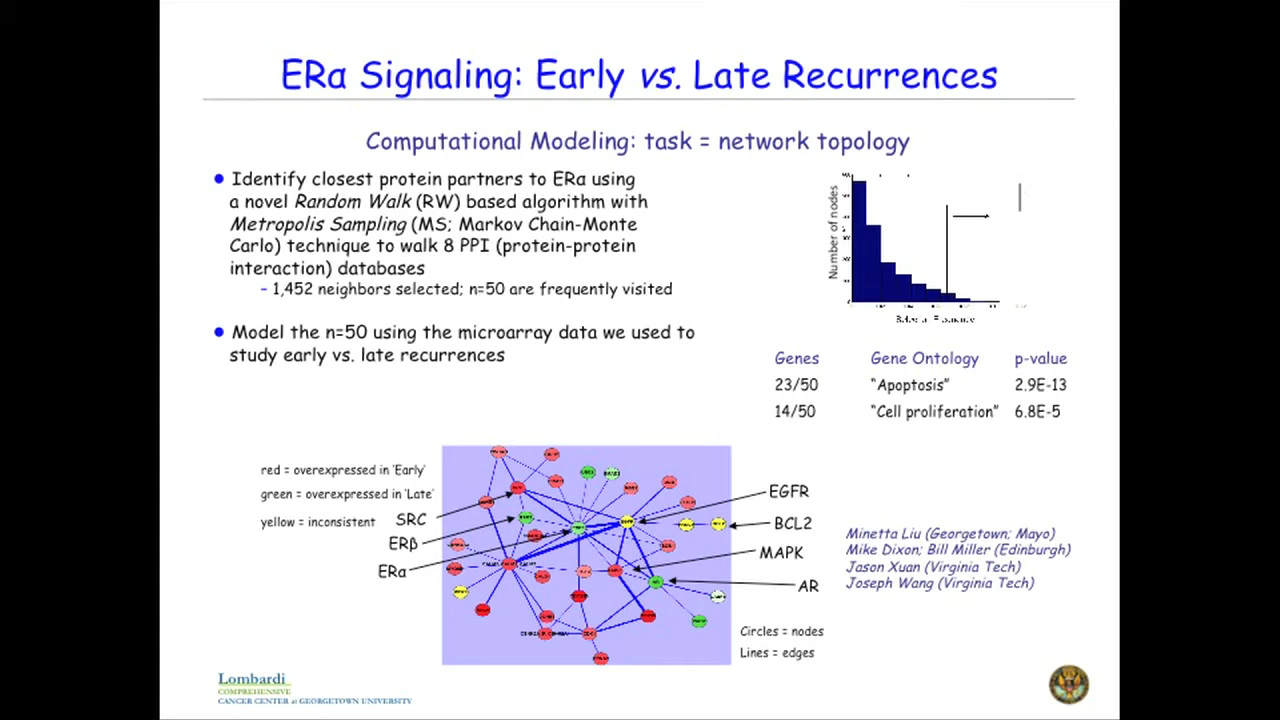 ERα Signaling: Early vs. Late Recurrences
Computational Modeling: task = network topology
Identify closest protein partners to ERα using
a novel Random Walk (RW) based algorithm with
Metropolis Sampling (MS; Markov Chain-Monte
Carlo) technique to walk 8 PPI (protein-protein
interaction) databases
– 1,452 neighbors selected; n=50 are frequently visited
Model the n=50 using the microarray data we used to
study early vs. late recurrences
Number of nodes
Genes Gene Ontology p-value
23/50 “Apoptosis” 2.9E-13
14/50 “Cell proliferation” 6.8E-5
red = overexpressed in ‘Early’
green = overexpressed in ‘Late’
yellow = inconsistent
SRC
ERβ
ERα
EGFR
BCL2
MAPK
AR
Minetta Liu (Georgetown; Mayo)
Mike Dixon; Bill Miller (Edinburgh)
Jason Xuan (Virginia Tech)
Joseph Wang (Virginia Tech)
Circles = nodes
Lines = edges
Lombardi
COMPREHENSIVE
CANCER CENTER at GEORGETOWN UNIVERSITY